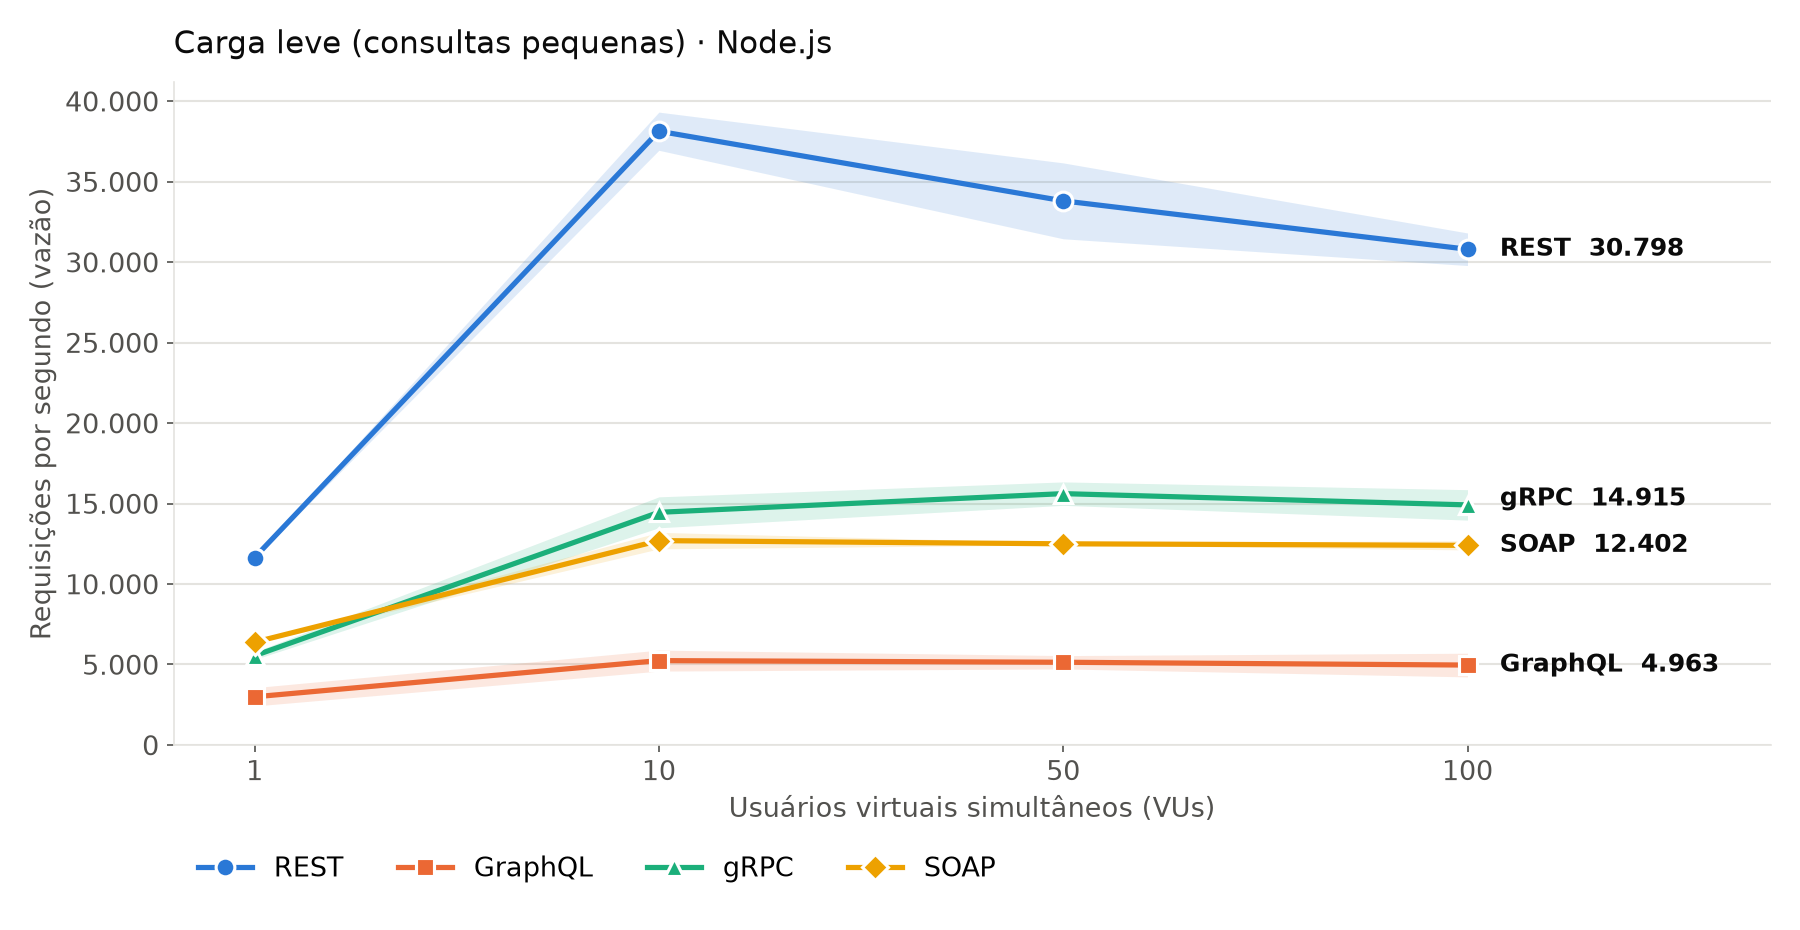 Carga leve (consultas pequenas) · Node.js
Requisições por segundo (vazão)
40.000
35.000
30.000
25.000
20.000
15.000
10.000
5.000
0
REST 30.798
gRPC 14.915
SOAP 12.402
GraphQL 4.963
1 10 50 100
Usuários virtuais simultâneos (VUs)
REST GraphQL gRPC SOAP